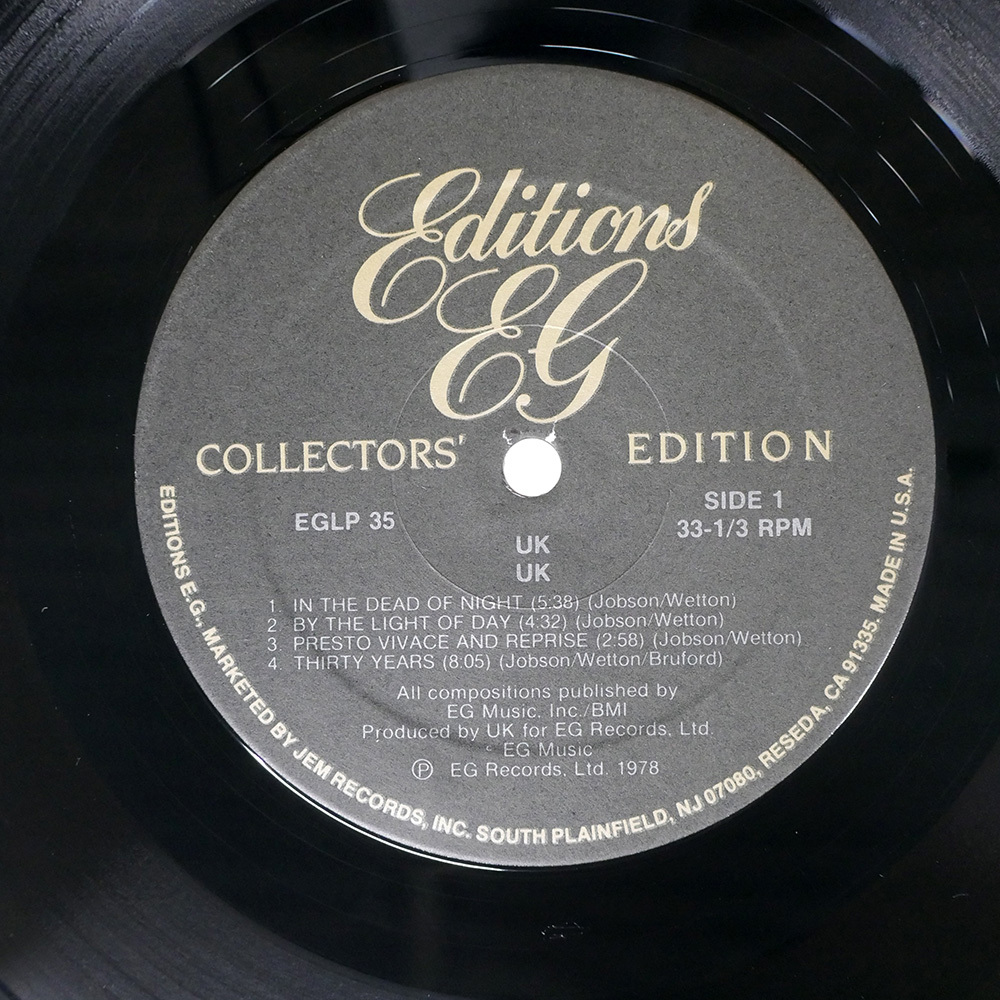 Editions
EG
COLLECTORS' EDITION
EGLP 35
SIDE 1
33-1/3 RPM
UK
UK
1. IN THE DEAD OF NIGHT (5:38) (Jobson/Wetton)
2 BY THE LIGHT OF DAY (4:32) (Jobson/Wetton)
3. PRESTO VIVACE AND REPRISE (2:58) (Jobson/Wetton)
4. THIRTY YEARS (8:05) (Jobson/Wetton/Bruford)
All compositions published by
EG Music. Inc./BMI
Produced by UK for EG Records, Ltd.
© EG Music
℗ EG Records, Ltd. 1978
EDITIONS E.G., MARKETED BY JEM RECORDS, INC. SOUTH PLAINFIELD, NJ 07080, RESEDA, CA 91335. MADE IN U.S.A.